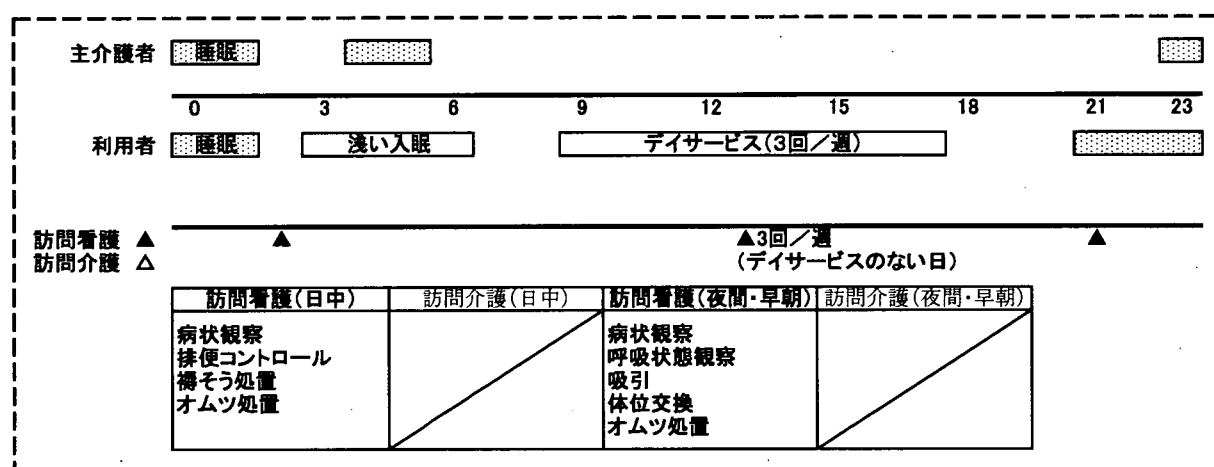 主介護者 睡眠
0 3 6 9 12 15 18 21 23
利用者 睡眠 浅い入眠 デイサービス(3回/週)
訪問看護 ▲ ▲ ▲3回/週 ▲
訪問介護 △ (デイサービスのない日)
訪問看護(日中) 訪問介護(日中) 訪問看護(夜間・早朝) 訪問介護(夜間・早朝)
病状観察 病状観察
排便コントロール 呼吸状態観察
褥そう処置 吸引
オムツ処置 体位交換
オムツ処置